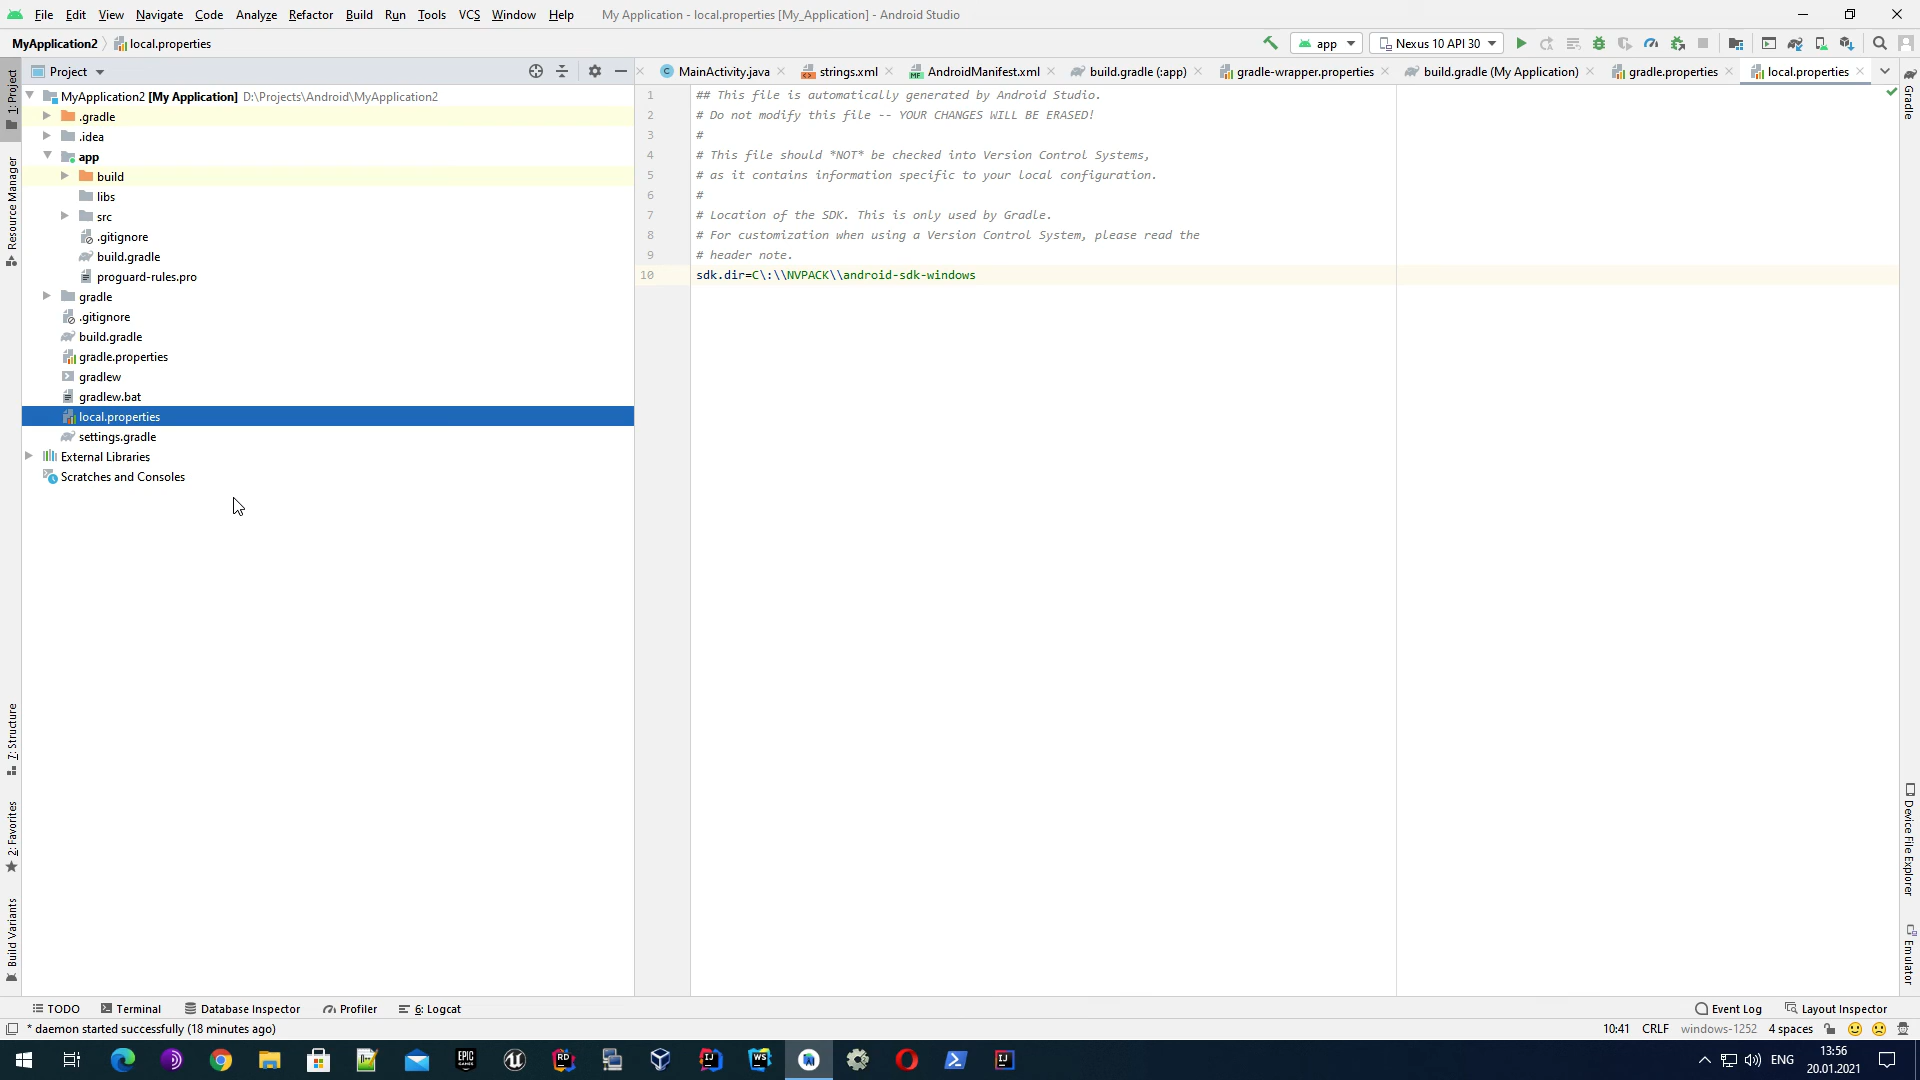 File Edit View Navigate Code Analyze Refactor Build Run Tools VCS Window Help My Application - local.properties [My_Application] - Android Studio
MyApplication2 local.properties app Nexus 10 API 30
Project
MainActivity.java strings.xml AndroidManifest.xml build.gradle (:app) gradle-wrapper.properties build.gradle (My Application) gradle.properties local.properties
MyApplication2 [My Application] D:\Projects\Android\MyApplication2
.gradle
.idea
app
build
libs
src
.gitignore
build.gradle
proguard-rules.pro
gradle
.gitignore
build.gradle
gradle.properties
gradlew
gradlew.bat
local.properties
settings.gradle
External Libraries
Scratches and Consoles
1 ## This file is automatically generated by Android Studio.
2 # Do not modify this file -- YOUR CHANGES WILL BE ERASED!
3 #
4 # This file should *NOT* be checked into Version Control Systems,
5 # as it contains information specific to your local configuration.
6 #
7 # Location of the SDK. This is only used by Gradle.
8 # For customization when using a Version Control System, please read the
9 # header note.
10 sdk.dir=C\:\\NVPACK\\android-sdk-windows
1: Project
Resource Manager
7: Structure
2: Favorites
Build Variants
Gradle
Device File Explorer
Emulator
TODO Terminal Database Inspector Profiler 6: Logcat Event Log Layout Inspector
* daemon started successfully (18 minutes ago) 10:41 CRLF windows-1252 4 spaces
EPIC GAMES RD IJ WS IJ
ENG 13:56
20.01.2021